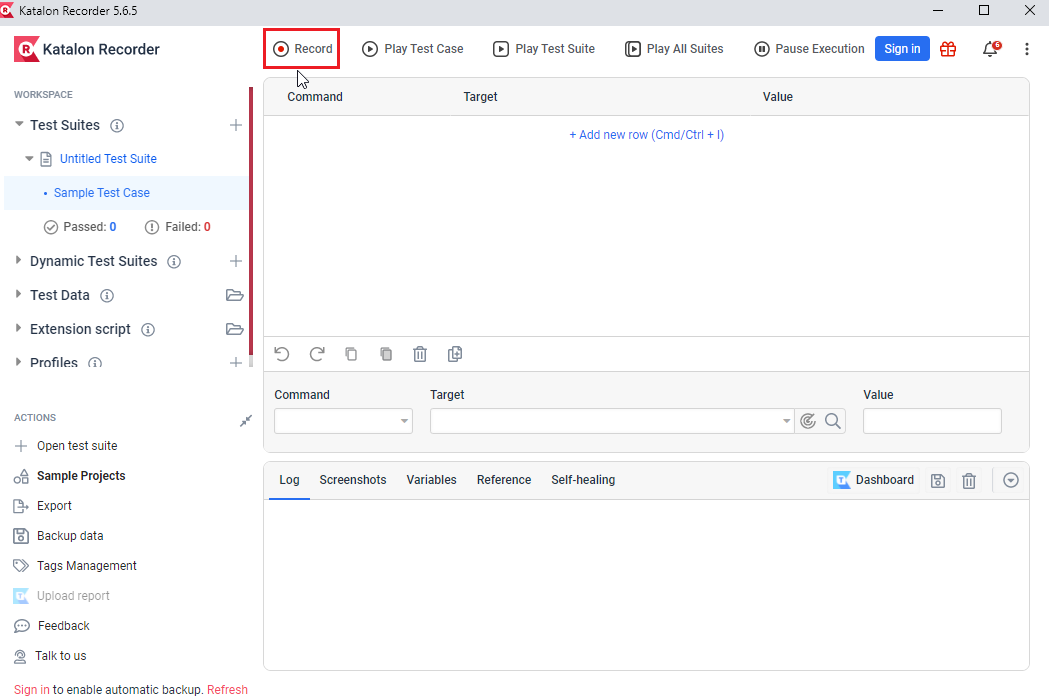 Katalon Recorder 5.6.5
Katalon Recorder
Record
Play Test Case
Play Test Suite
Play All Suites
Pause Execution
Sign in
6
WORKSPACE
Test Suites
Untitled Test Suite
Sample Test Case
Passed: 0
Failed: 0
Dynamic Test Suites
Test Data
Extension script
Profiles
ACTIONS
Open test suite
Sample Projects
Export
Backup data
Tags Management
Upload report
Feedback
Talk to us
Sign in to enable automatic backup. Refresh
Command Target Value
+ Add new row (Cmd/Ctrl + I)
Command Target Value
Log Screenshots Variables Reference Self-healing
Dashboard